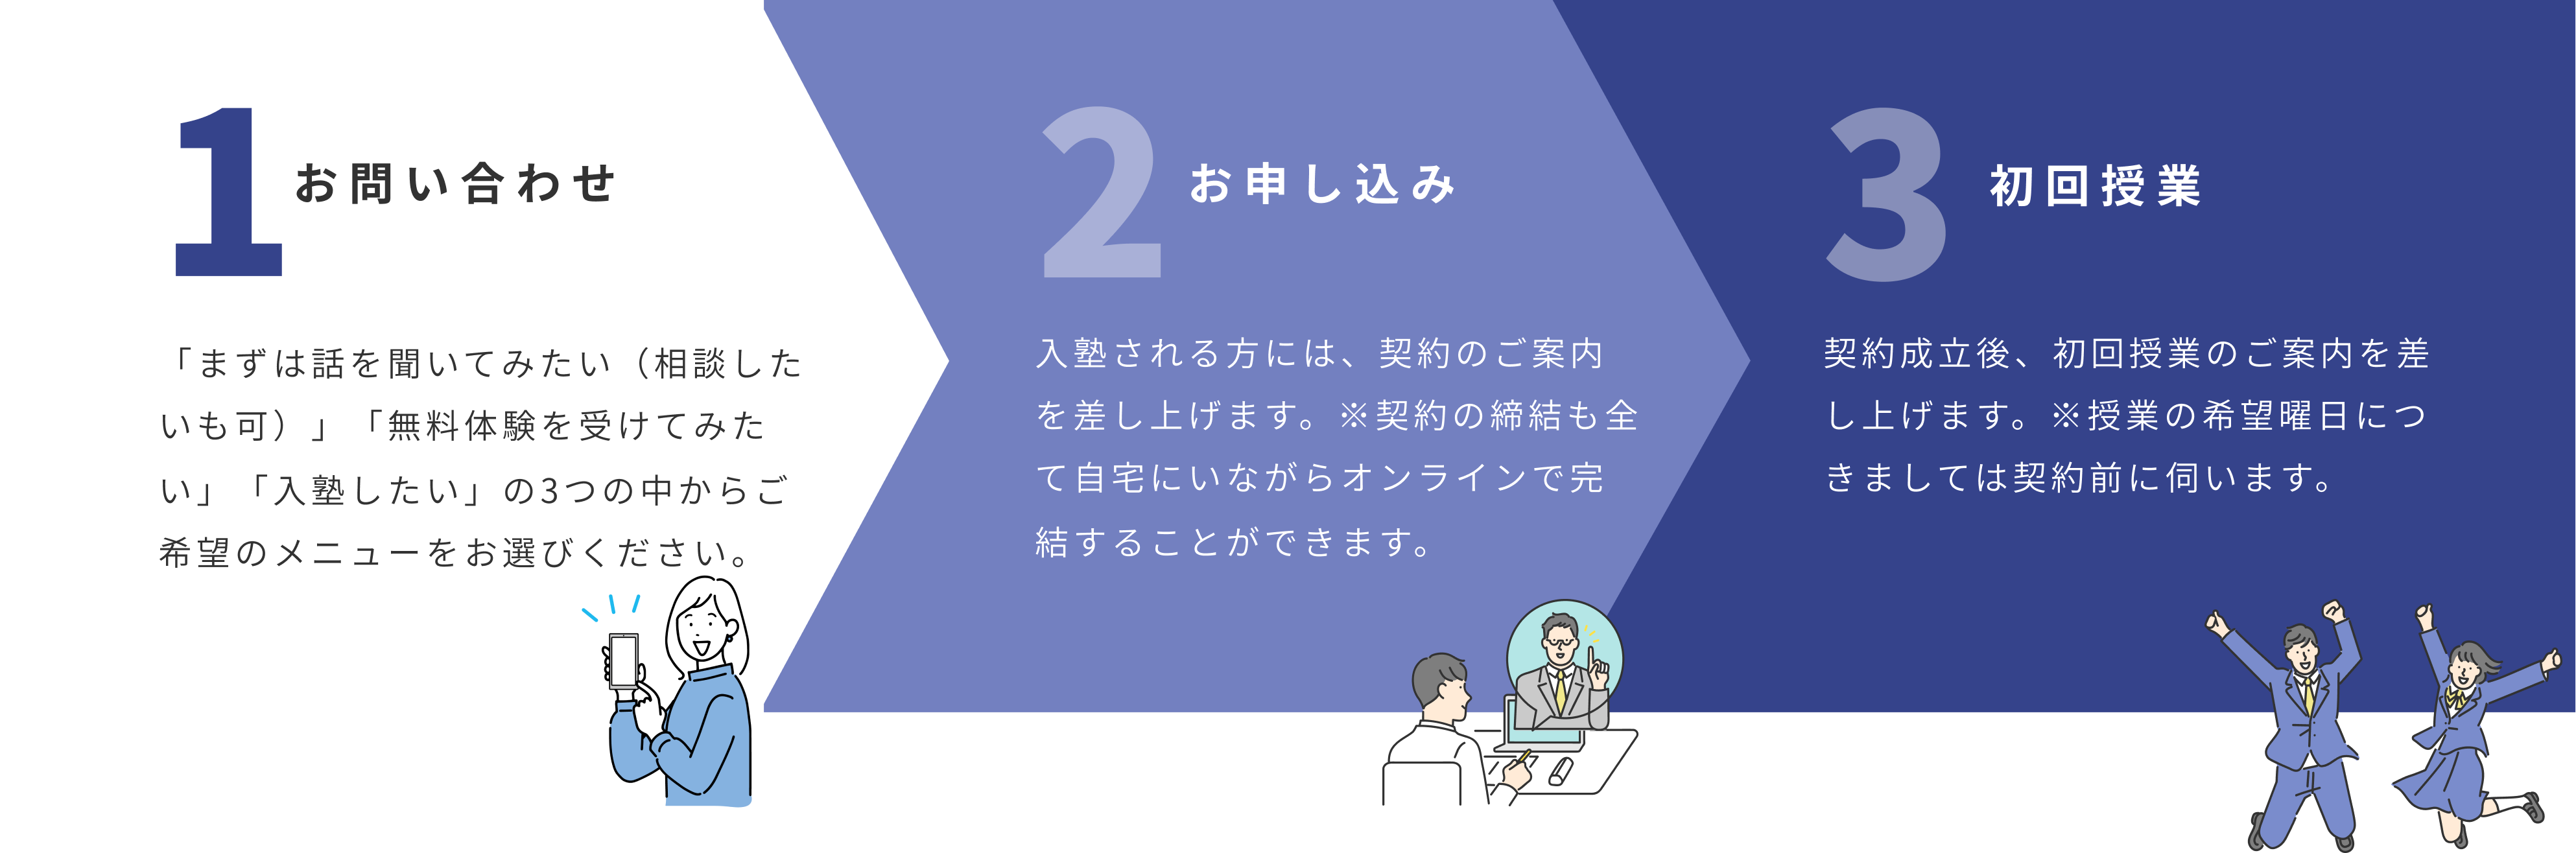 1
お問い合わせ
「まずは話を聞いてみたい（相談した
いも可）」「無料体験を受けてみた
い」「入塾したい」の3つの中からご
希望のメニューをお選びください。
2
お申し込み
入塾される方には、契約のご案内
を差し上げます。※契約の締結も全
て自宅にいながらオンラインで完
結することができます。
3
初回授業
契約成立後、初回授業のご案内を差
し上げます。※授業の希望曜日につ
きましては契約前に伺います。